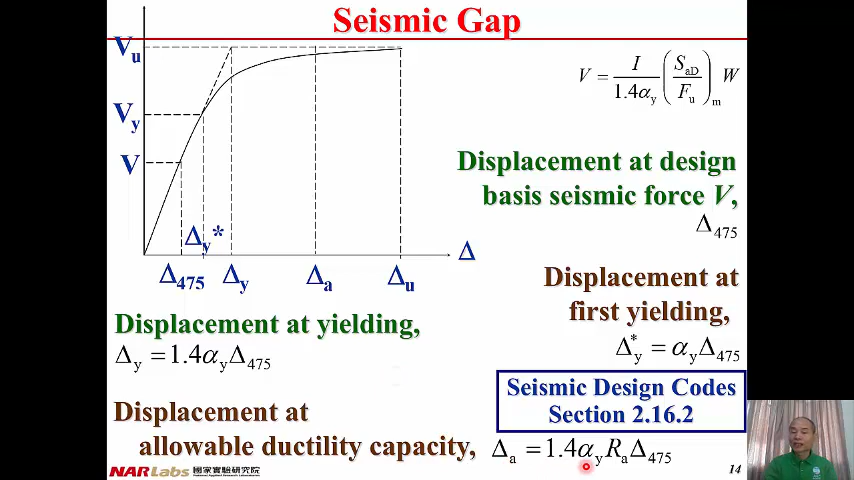 Seismic Gap
Vu
Vy
V
Δy*
Δ
Δ475
Δy
Δa
Δu
V = I / 1.4αy (SaD / Fu)m W
Displacement at design
basis seismic force V,
Δ475
Displacement at
first yielding,
Δy* = αyΔ475
Displacement at yielding,
Δy = 1.4αyΔ475
Seismic Design Codes
Section 2.16.2
Displacement at
allowable ductility capacity, Δa = 1.4αyRaΔ475
NARLabs 國家實驗研究院
14